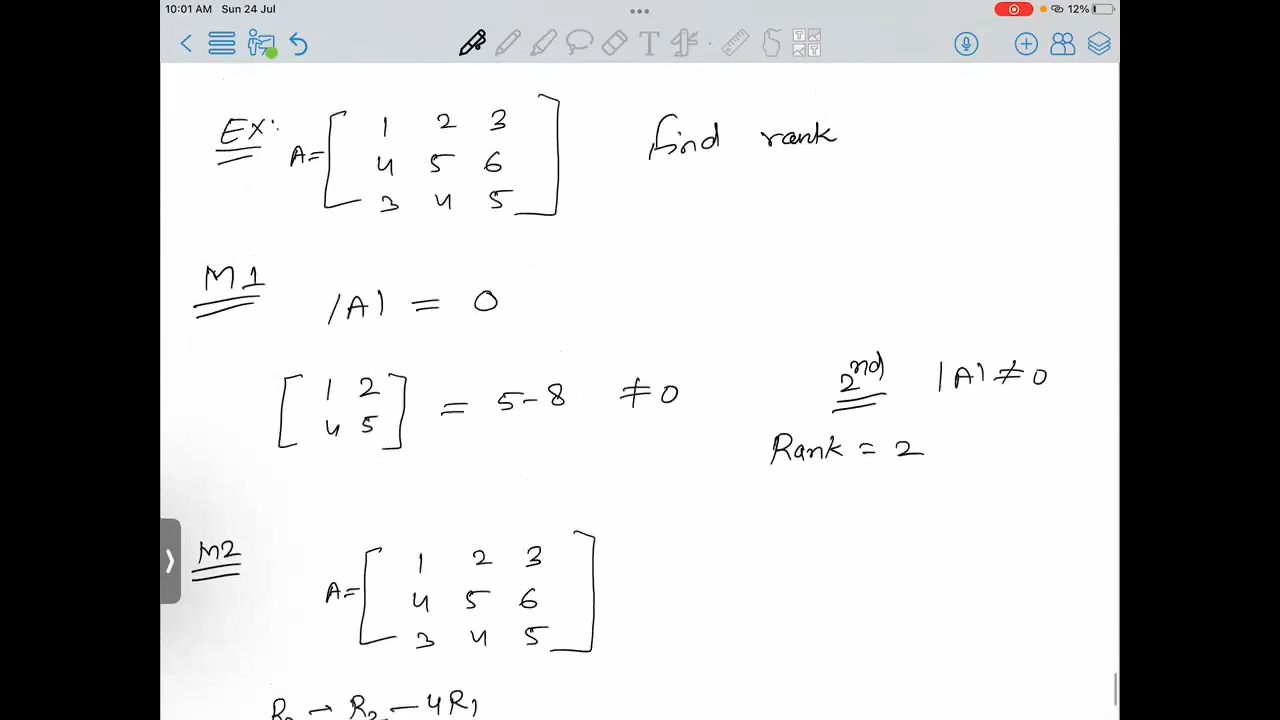 10:01 AM Sun 24 Jul 12%
Ex: A= [ 1 2 3 find rank
4 5 6
3 4 5 ]
M1
|A| = 0
[ 1 2
4 5 ] = 5-8 ≠0
2nd |A| ≠0
Rank = 2
M2
A= [ 1 2 3
4 5 6
3 4 5 ]
R2 → R2 - 4R1